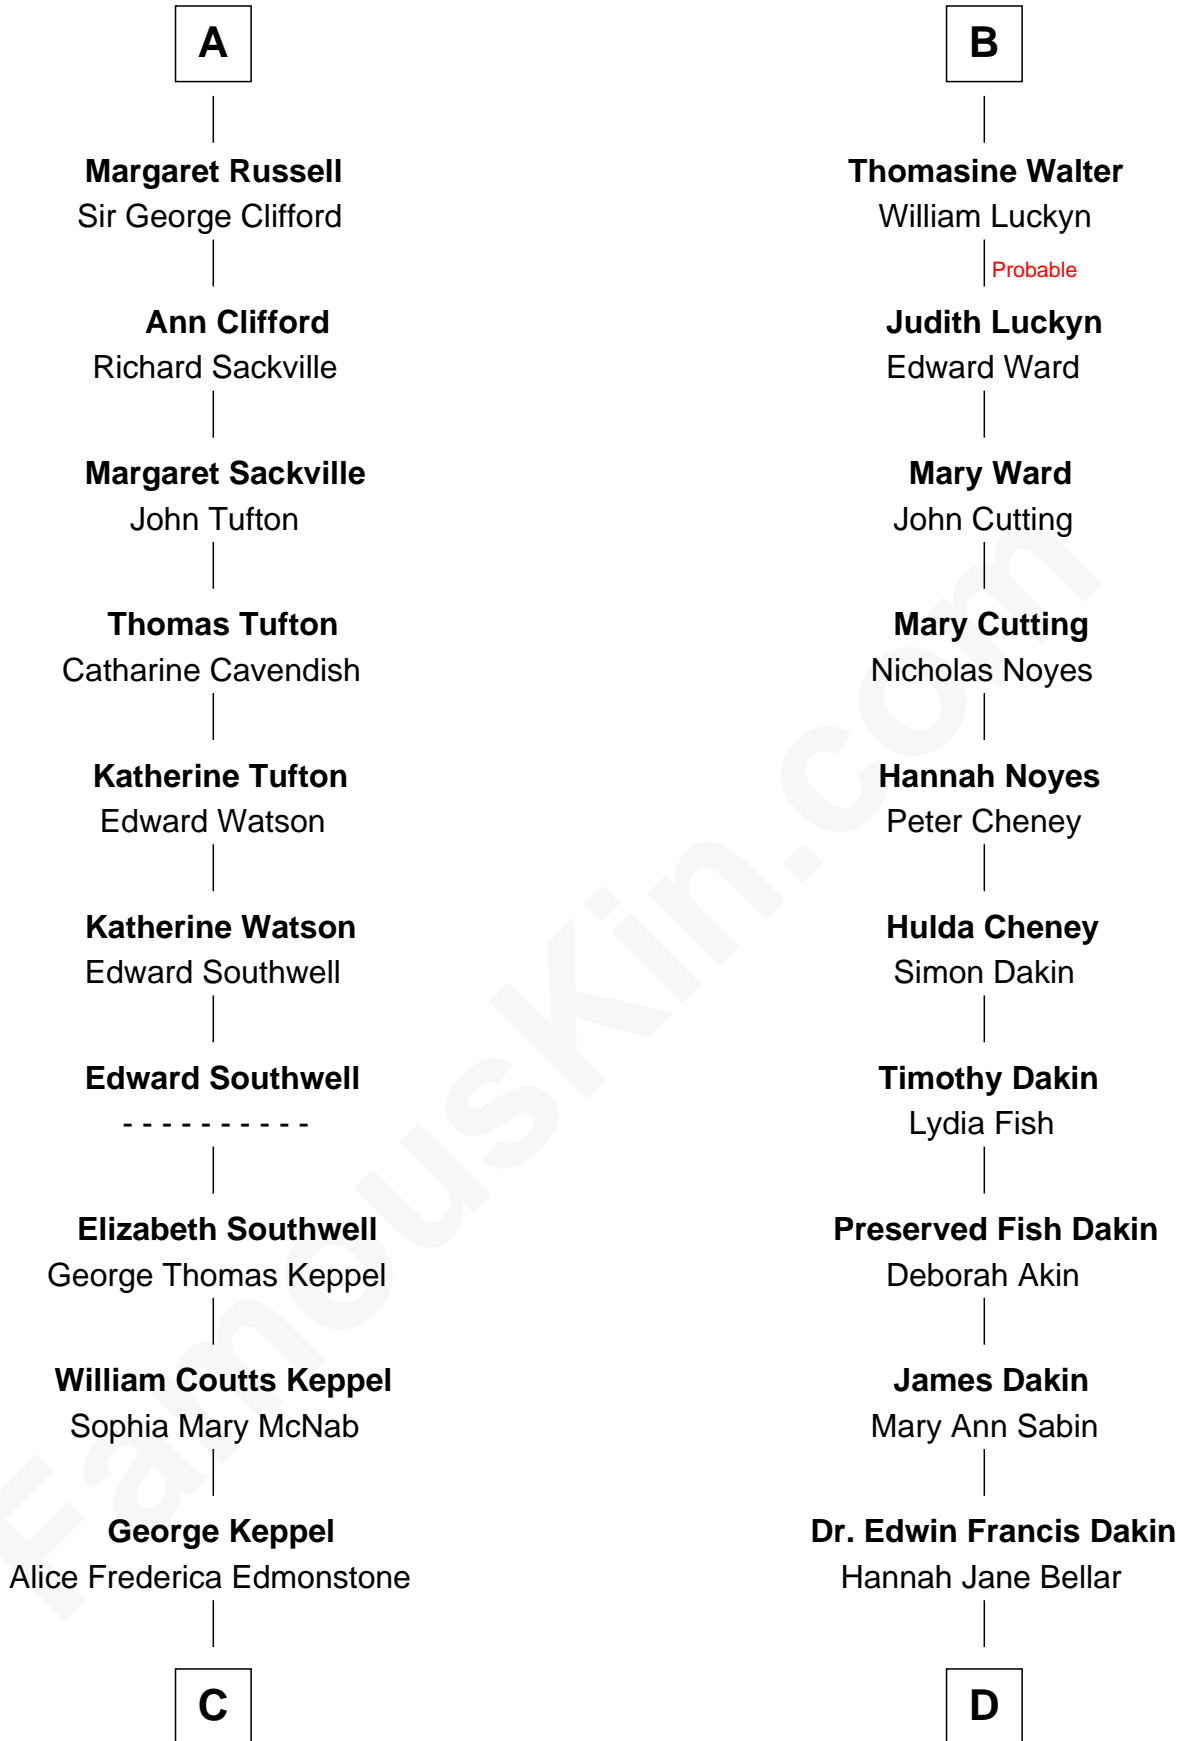 A
Margaret Russell
Sir George Clifford
Ann Clifford
Richard Sackville
Margaret Sackville
John Tufton
Thomas Tufton
Catharine Cavendish
Katherine Tufton
Edward Watson
Katherine Watson
Edward Southwell
Edward Southwell
- - - - - - - - - -
Elizabeth Southwell
George Thomas Keppel
William Coutts Keppel
Sophia Mary McNab
George Keppel
Alice Frederica Edmonstone
C
B
Thomasine Walter
William Luckyn
Probable
Judith Luckyn
Edward Ward
Mary Ward
John Cutting
Mary Cutting
Nicholas Noyes
Hannah Noyes
Peter Cheney
Hulda Cheney
Simon Dakin
Timothy Dakin
Lydia Fish
Preserved Fish Dakin
Deborah Akin
James Dakin
Mary Ann Sabin
Dr. Edwin Francis Dakin
Hannah Jane Bellar
D
FamousKin.com